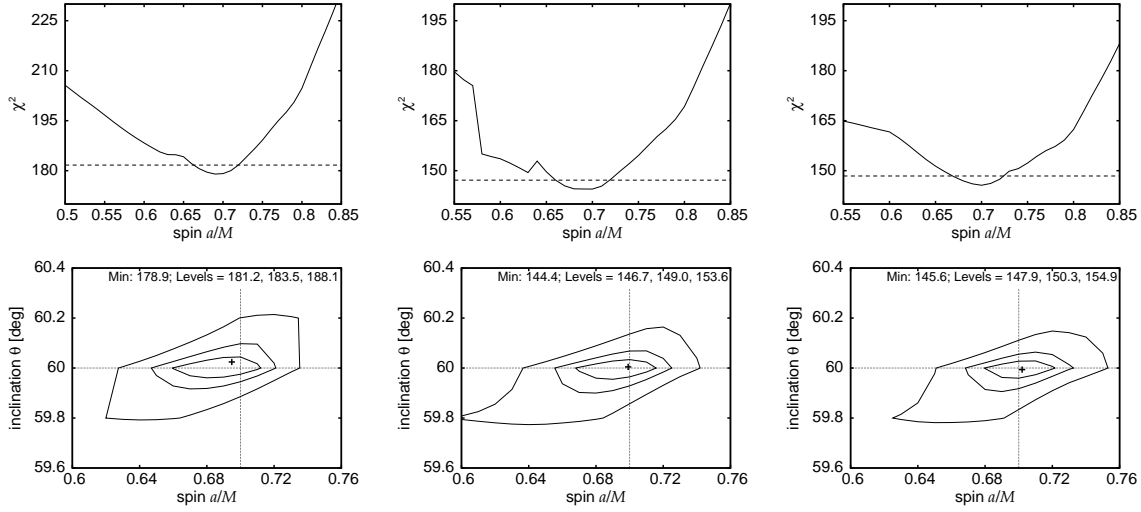 225
210
195
180
χ²
0.5 0.55 0.6 0.65 0.7 0.75 0.8 0.85
spin a/M
195
180
165
150
χ²
0.55 0.6 0.65 0.7 0.75 0.8 0.85
spin a/M
195
180
165
150
χ²
0.55 0.6 0.65 0.7 0.75 0.8 0.85
spin a/M
Min: 178.9; Levels = 181.2, 183.5, 188.1
60.4
60.2
60
59.8
59.6
inclination θ [deg]
0.6 0.64 0.68 0.72 0.76
spin a/M
Min: 144.4; Levels = 146.7, 149.0, 153.6
60.4
60.2
60
59.8
59.6
inclination θ [deg]
0.6 0.64 0.68 0.72 0.76
spin a/M
Min: 145.6; Levels = 147.9, 150.3, 154.9
60.4
60.2
60
59.8
59.6
inclination θ [deg]
0.6 0.64 0.68 0.72 0.76
spin a/M